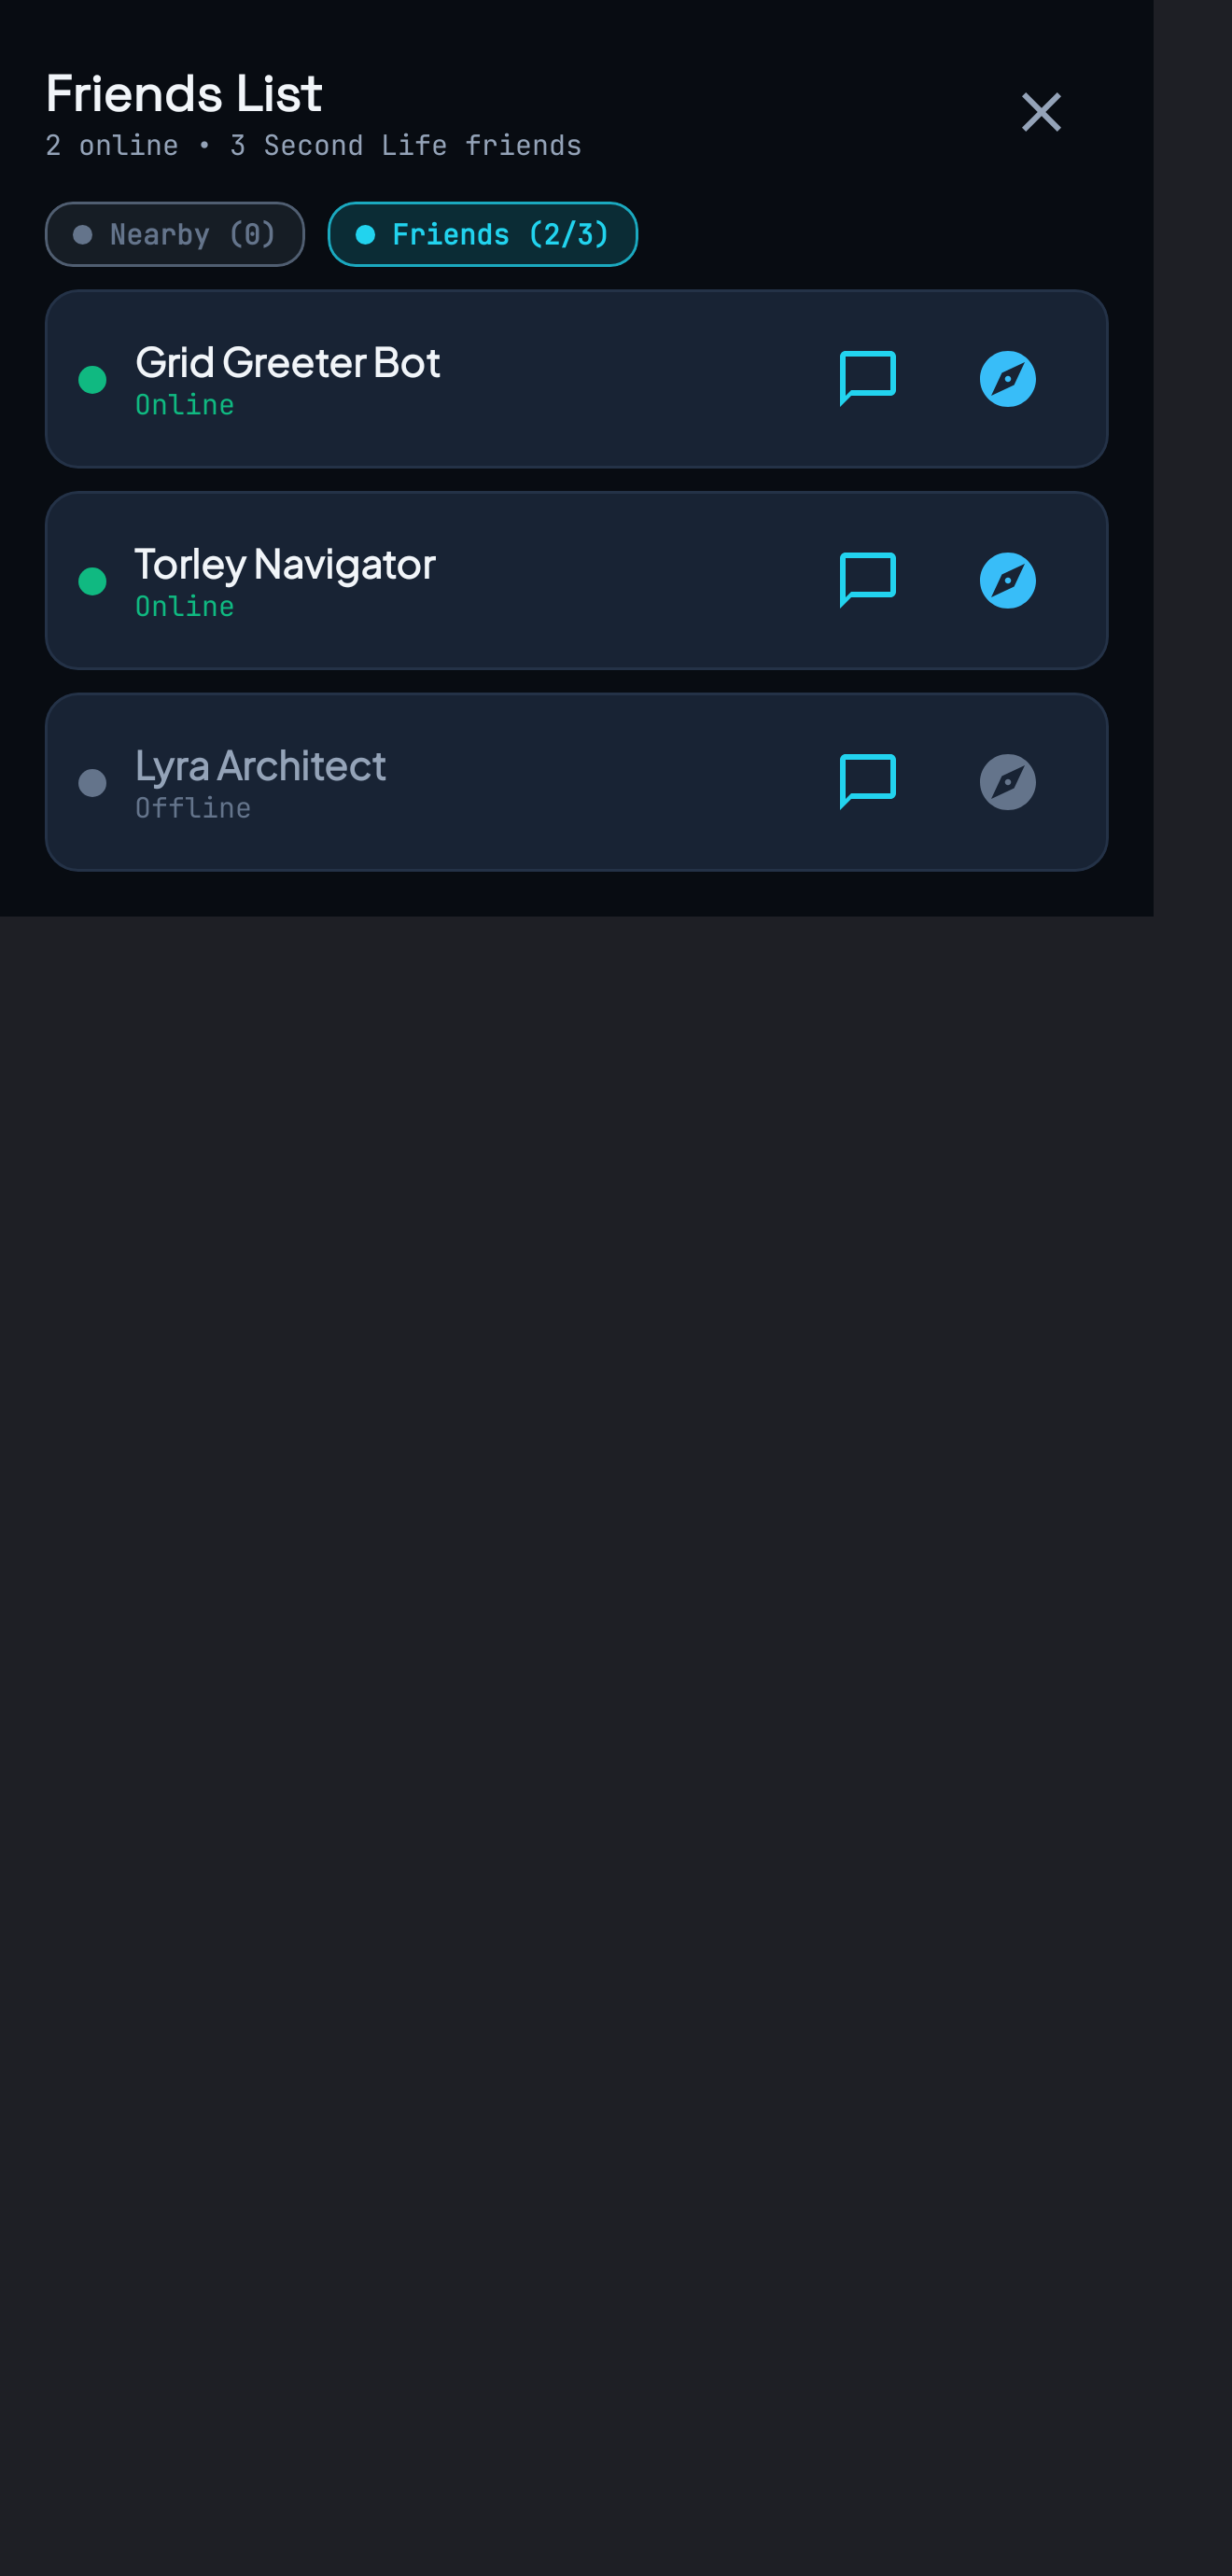 Friends List
2 online • 3 Second Life friends
Nearby (0)
Friends (2/3)
Grid Greeter Bot
Online
Torley Navigator
Online
Lyra Architect
Offline